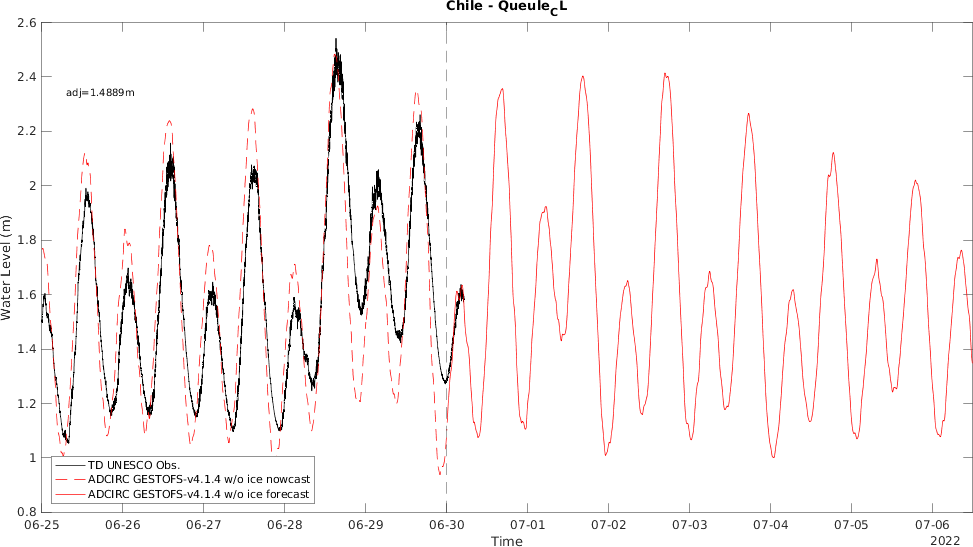 Chile - Queule_CL
2.6
2.4
2.2
2
1.8
1.6
1.4
1.2
1
0.8
Water Level (m)
adj=1.4889m
TD UNESCO Obs.
ADCIRC GESTOFS-v4.1.4 w/o ice nowcast
ADCIRC GESTOFS-v4.1.4 w/o ice forecast
06-25 06-26 06-27 06-28 06-29 06-30 07-01 07-02 07-03 07-04 07-05 07-06
Time
2022